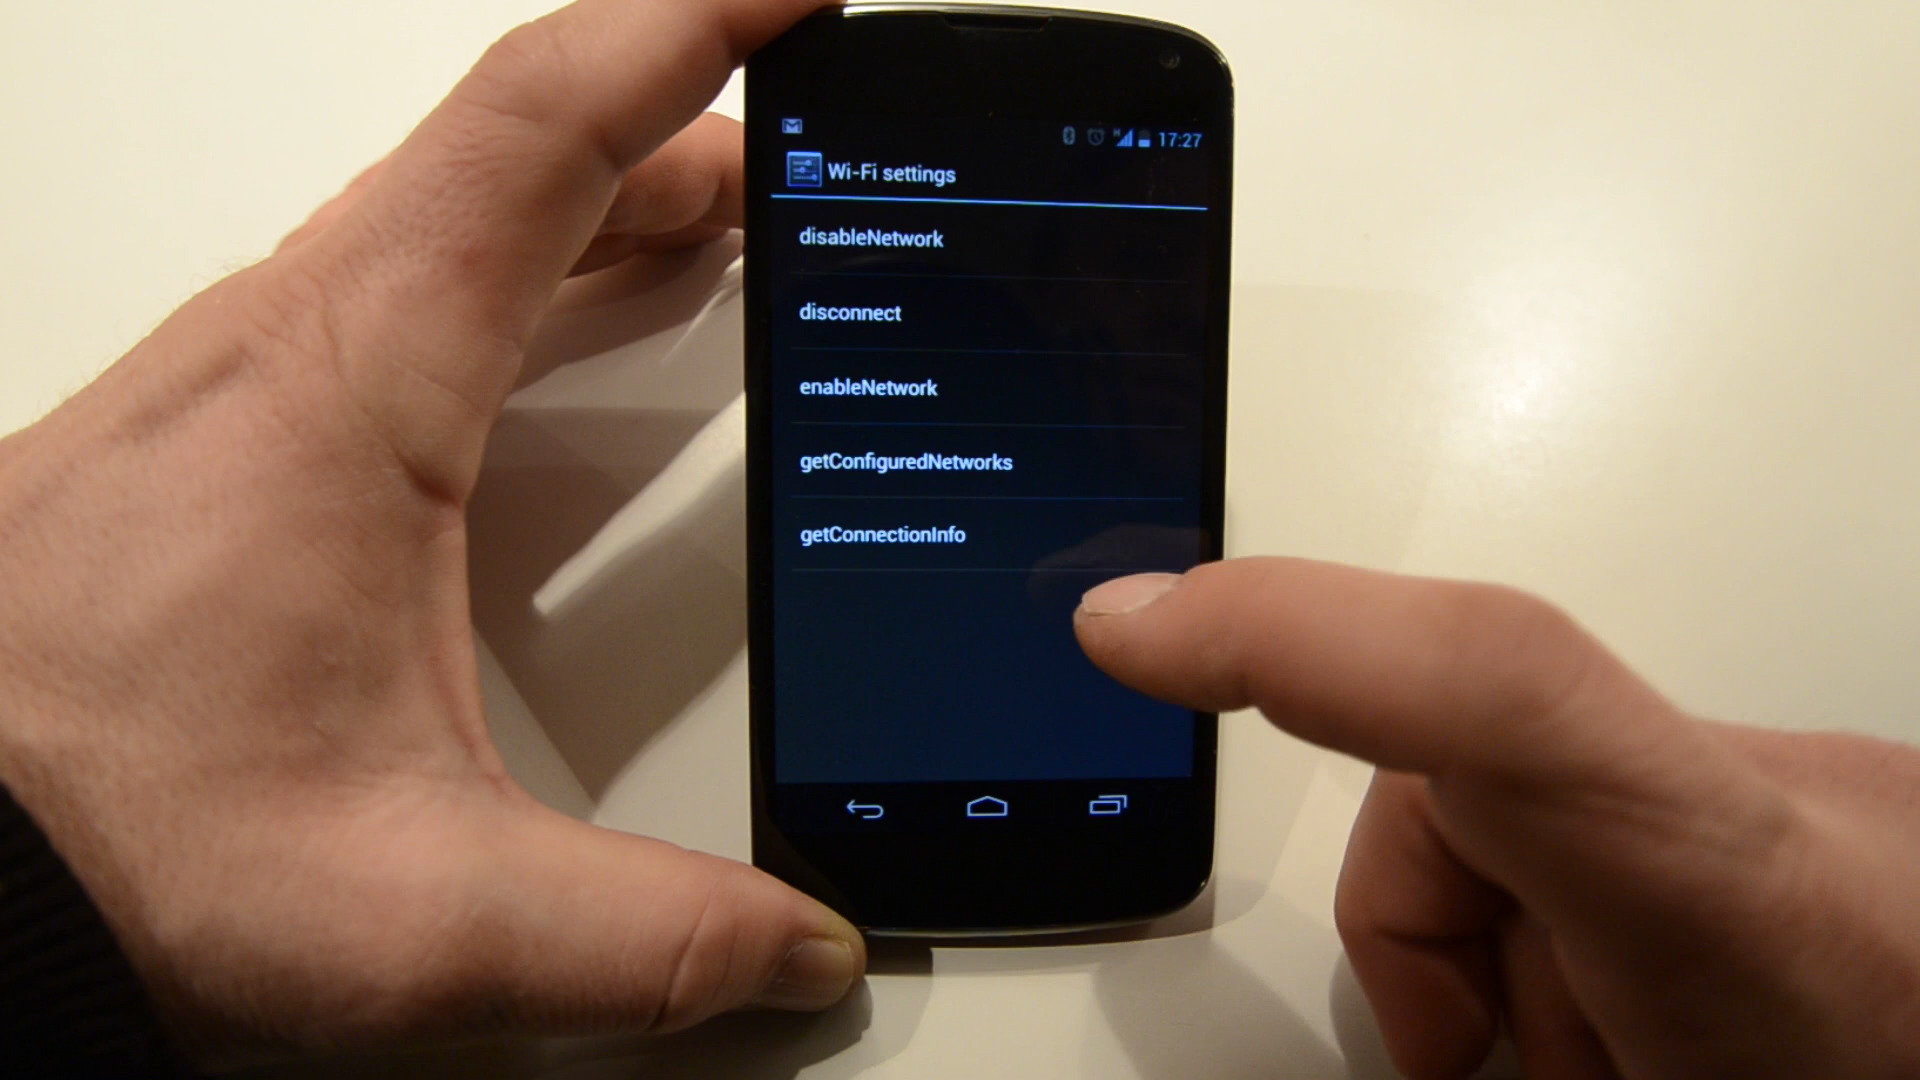 H 17:27
Wi-Fi settings
disableNetwork
disconnect
enableNetwork
getConfiguredNetworks
getConnectionInfo